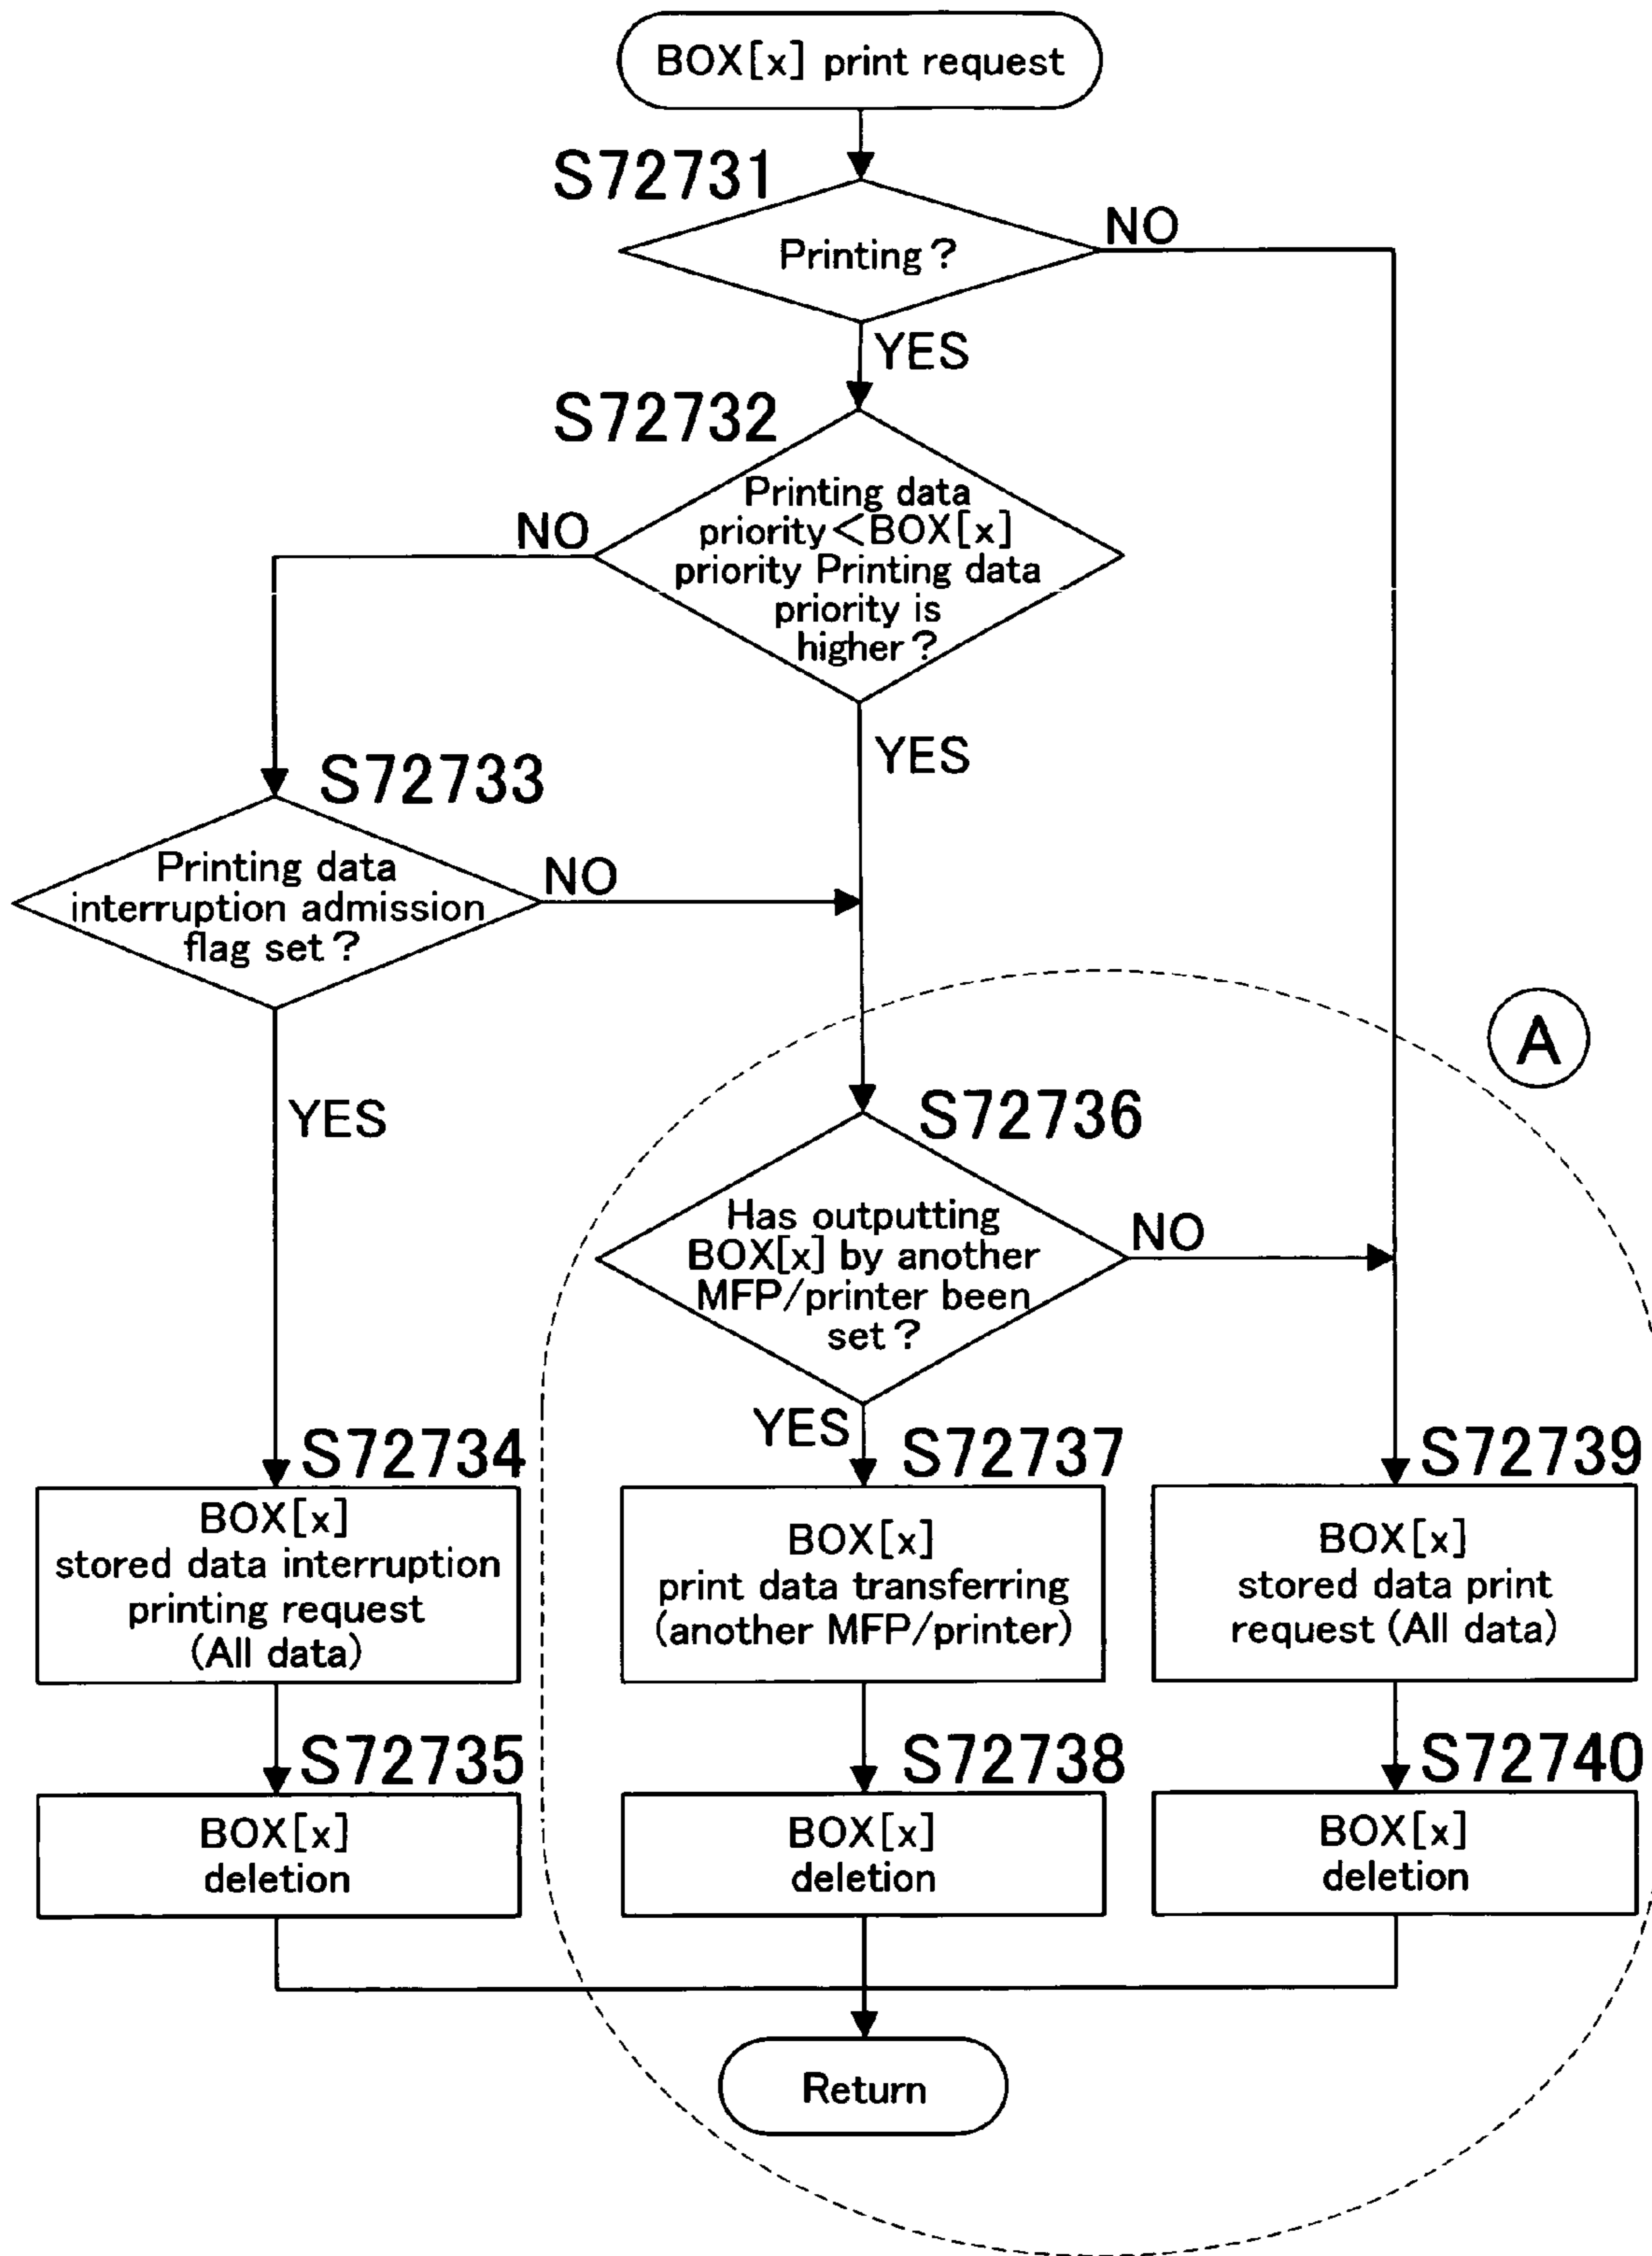 BOX[x] print request
S72731
Printing?
NO
YES
S72732
Printing data
priority<BOX[x]
priority Printing data
priority is
higher?
NO
YES
S72733
Printing data
interruption admission
flag set?
NO
YES
A
S72736
Has outputting
BOX[x] by another
MFP/printer been
set?
NO
YES
S72734
BOX[x]
stored data interruption
printing request
(All data)
S72737
BOX[x]
print data transferring
(another MFP/printer)
S72739
BOX[x]
stored data print
request (All data)
S72735
BOX[x]
deletion
S72738
BOX[x]
deletion
S72740
BOX[x]
deletion
Return